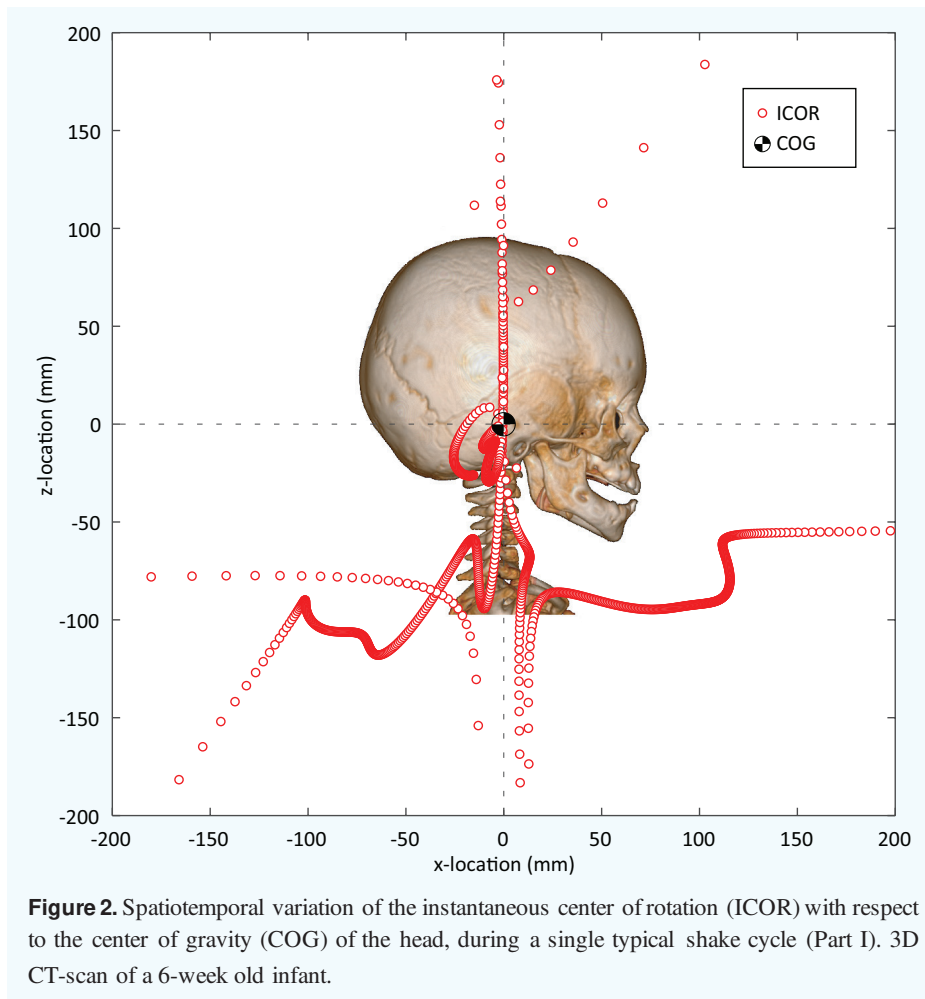 200
150
100
50
0
-50
-100
-150
-200
z-location (mm)
ICOR
COG
-200 -150 -100 -50 0 50 100 150 200
x-location (mm)
Figure 2. Spatiotemporal variation of the instantaneous center of rotation (ICOR) with respect
to the center of gravity (COG) of the head, during a single typical shake cycle (Part I). 3D
CT-scan of a 6-week old infant.